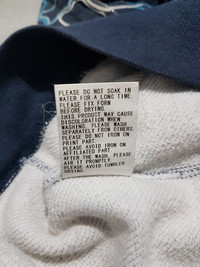 PLEASE DO NOT SOAK IN
WATER FOR A LONG TIME.
PLEASE FIX FORM
BEFORE DRYING.
THIS PRODUCT MAY CAUSE
DISCOLORATION WHEN
WASHING. PLEASE WASH
SEPARATELY FROM OTHERS
PLEASE DO NOT IRON ON
PRINT PART.
PLEASE AVOID IRON ON
AFFILIATED PART.
AFTER THE WASH, PLEASE
AIR IT PROMPTLY.
PLEASE AVOID TUMBLER
DRYING.